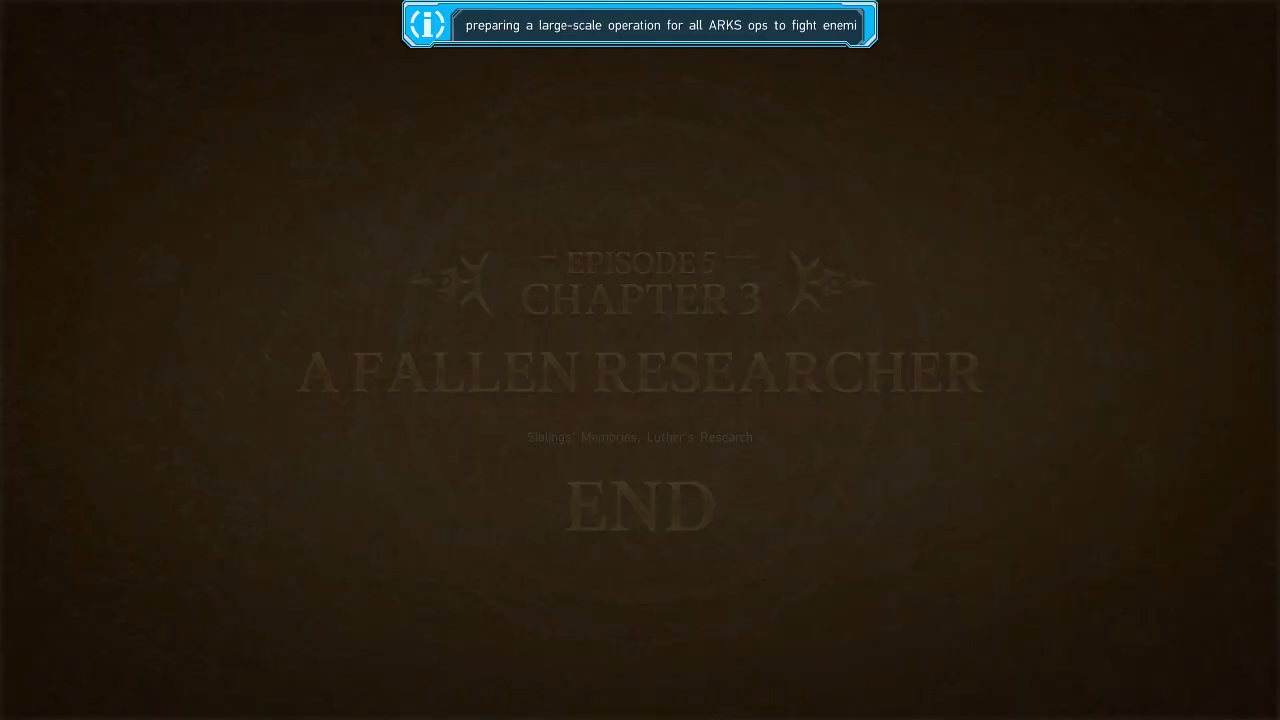 preparing a large-scale operation for all ARKS ops to fight enemi
EPISODE 5
CHAPTER 3
A FALLEN RESEARCHER
Siblings' Memories, Luther's Research
END